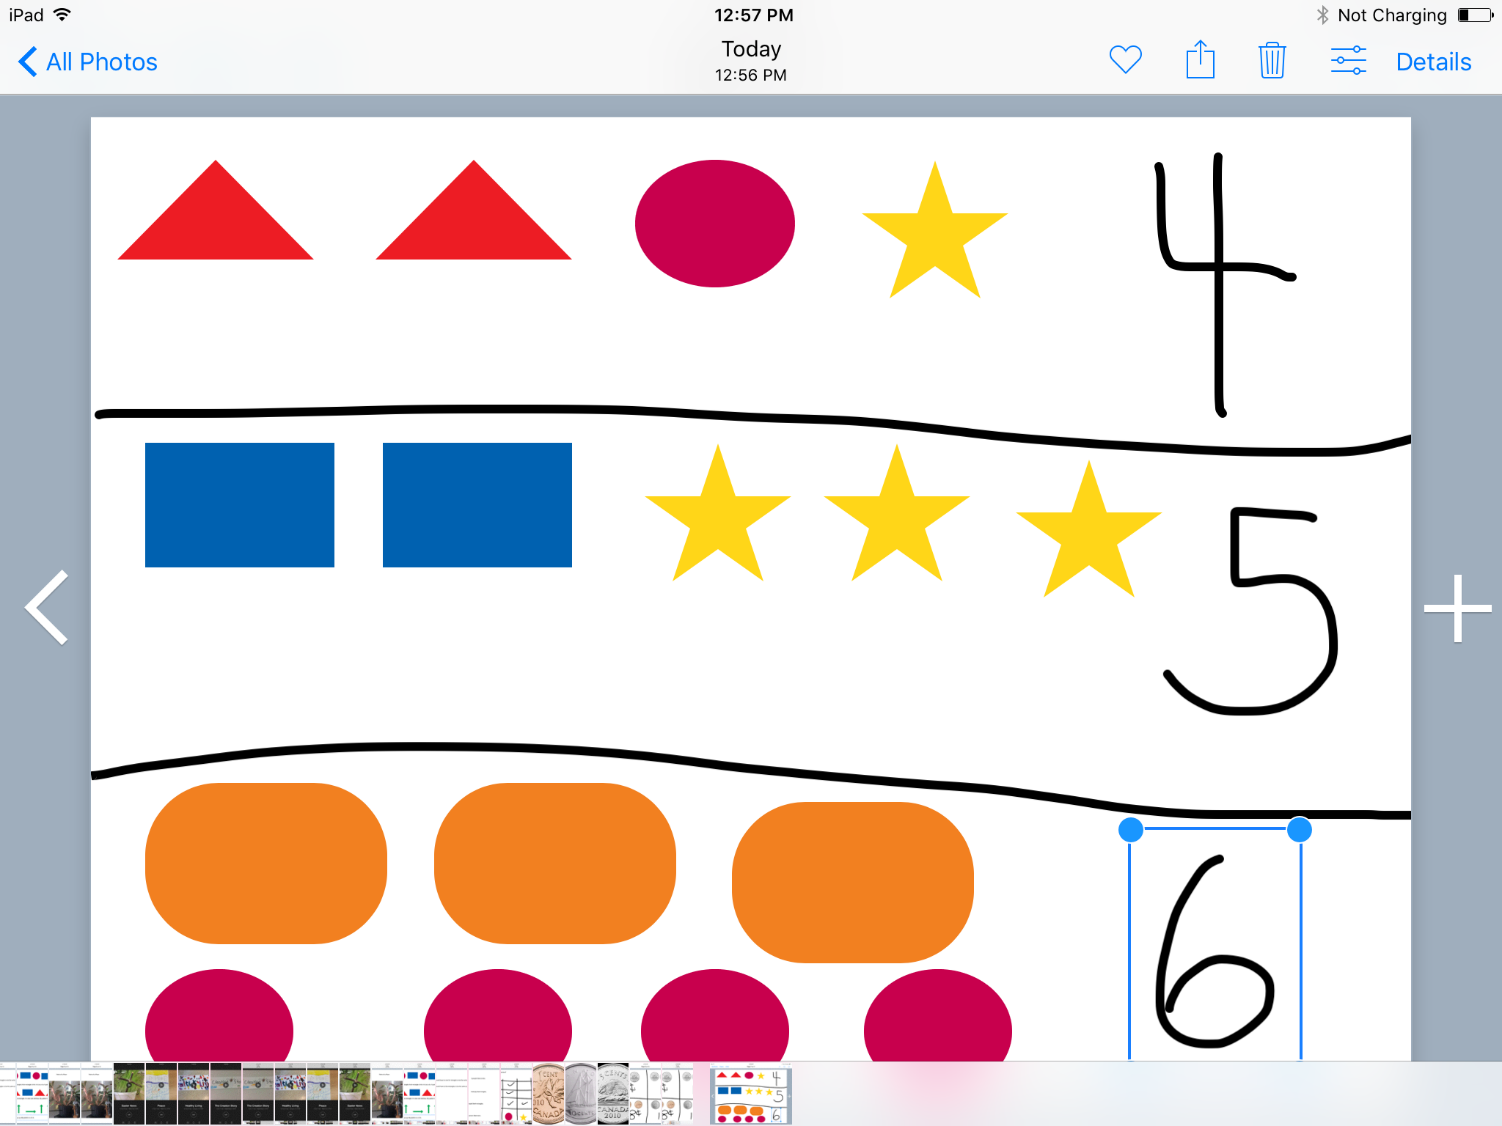 iPad 12:57 PM Not Charging
All Photos Today Details
12:56 PM
4
5
6